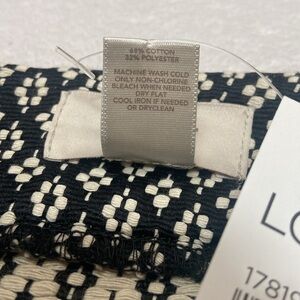 68% COTTON
32% POLYESTER
MACHINE WASH COLD
ONLY NON-CHLORINE
BLEACH WHEN NEEDED
DRY FLAT
COOL IRON IF NEEDED
OR DRYCLEAN
LO
1781